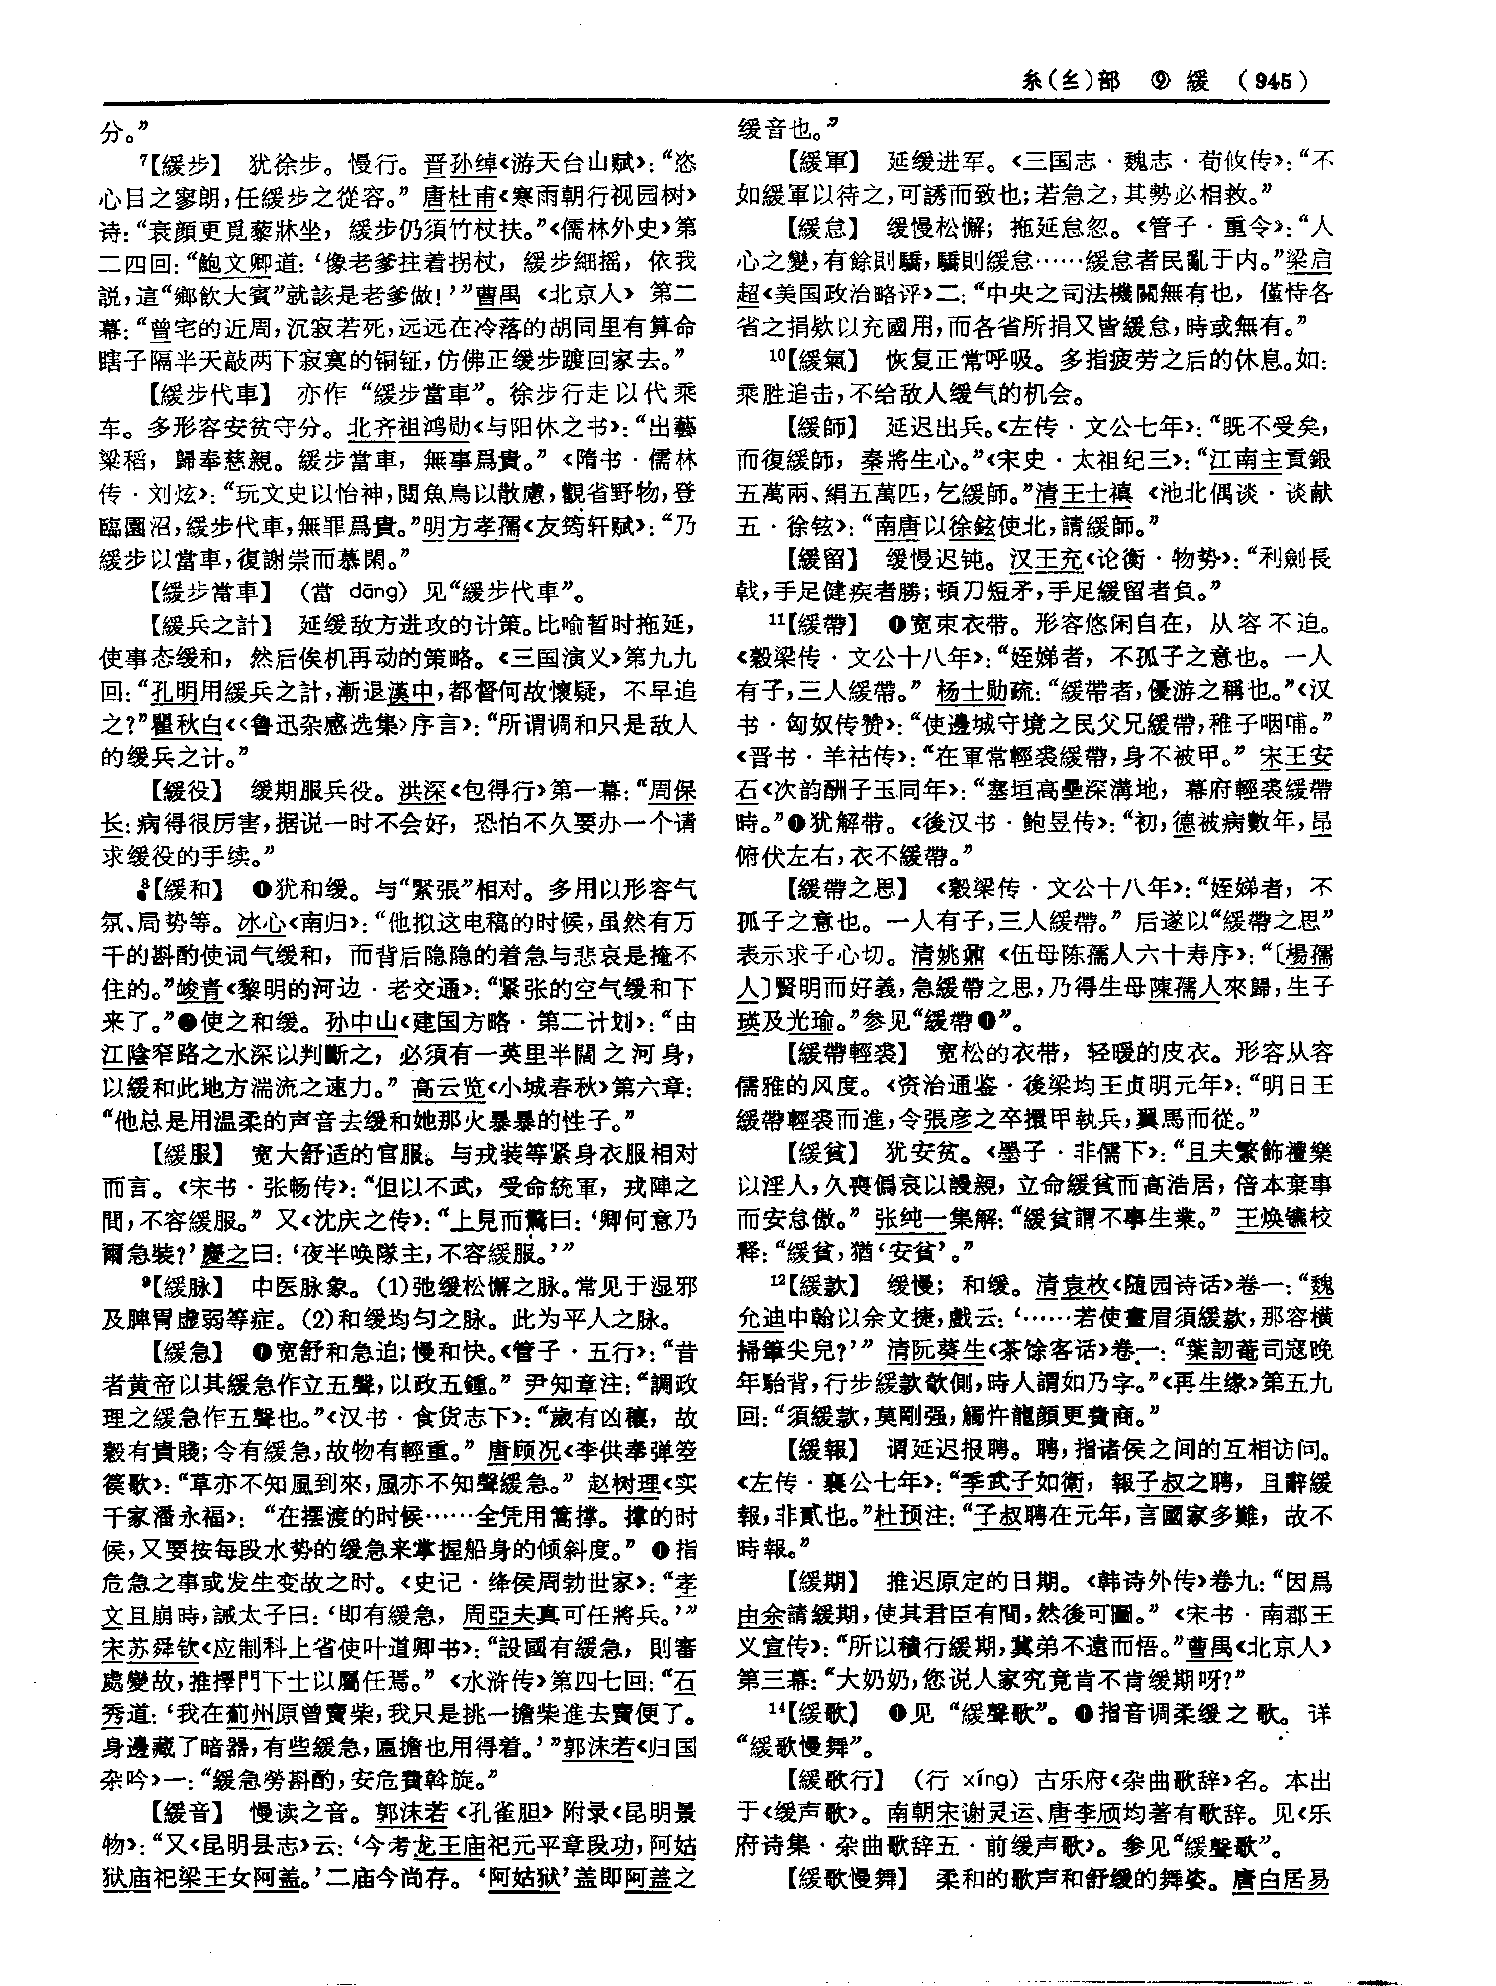 糸(纟)部 ⑨ 緩 (945)
分。”
⁷【緩步】 犹徐步。慢行。晋孙绰《游天台山赋》：“恣
心目之寥朗，任緩步之從容。” 唐杜甫《寒雨朝行视园树》
诗：“衰顔更覓藜牀坐，緩步仍須竹杖扶。”《儒林外史》第
二四回：“鮑文卿道：‘像老爹拄着拐杖，緩步細摇，依我
説，這“鄉飲大賓”就該是老爹做！’”曹禺《北京人》第二
幕：“曾宅的近周，沉寂若死，远远在冷落的胡同里有算命
瞎子隔半天敲两下寂寞的铜钲，仿佛正缓步踱回家去。”
【緩步代車】 亦作“緩步當車”。徐步行走以代乘
车。多形容安贫守分。北齐祖鸿勋《与阳休之书》：“出藝
粱稻，歸奉慈親。緩步當車，無事爲貴。”《隋书·儒林
传·刘炫》：“玩文史以怡神，閲魚鳥以散慮，觀省野物，登
臨園沼，緩步代車，無罪爲貴。”明方孝孺《友筠轩赋》：“乃
緩步以當車，復謝崇而慕閑。”
【緩步當車】 （當 dāng）见“緩步代車”。
【緩兵之計】 延缓敌方进攻的计策。比喻暂时拖延，
使事态缓和，然后俟机再动的策略。《三国演义》第九九
回：“孔明用緩兵之計，漸退漢中，都督何故懷疑，不早追
之？”瞿秋白《〈鲁迅杂感选集〉序言》：“所谓调和只是敌人
的缓兵之计。”
【緩役】 缓期服兵役。洪深《包得行》第一幕：“周保
长：病得很厉害，据说一时不会好，恐怕不久要办一个请
求缓役的手续。”
⁸【緩和】 ❶犹和缓。与“緊張”相对。多用以形容气
氛、局势等。冰心《南归》：“他拟这电稿的时候，虽然有万
千的斟酌使词气缓和，而背后隐隐的着急与悲哀是掩不
住的。”峻青《黎明的河边·老交通》：“紧张的空气缓和下
来了。”❷使之和缓。孙中山《建国方略·第二计划》：“由
江陰窄路之水深以判斷之，必須有一英里半闊之河身，
以緩和此地方湍流之速力。” 高云览《小城春秋》第六章：
“他总是用温柔的声音去缓和她那火暴暴的性子。”
【緩服】 宽大舒适的官服。与戎装等紧身衣服相对
而言。《宋书·张畅传》：“但以不武，受命統軍，戎陣之
間，不容緩服。” 又《沈庆之传》：“上見而驚曰：‘卿何意乃
爾急裝？’慶之曰：‘夜半唤隊主，不容緩服。’”
⁹【緩脉】 中医脉象。(1)弛缓松懈之脉。常见于湿邪
及脾胃虚弱等症。(2)和缓均匀之脉。此为平人之脉。
【緩急】 ❶宽舒和急迫；慢和快。《管子·五行》：“昔
者黄帝以其緩急作立五聲，以政五鍾。” 尹知章注：“調政
理之緩急作五聲也。”《汉书·食货志下》：“歲有凶穰，故
穀有貴賤；令有緩急，故物有輕重。” 唐顾况《李供奉弹箜
篌歌》：“草亦不知風到來，風亦不知聲緩急。” 赵树理《实
干家潘永福》：“在摆渡的时候……全凭用篙撑。撑的时
候，又要按每段水势的缓急来掌握船身的倾斜度。” ❷指
危急之事或发生变故之时。《史记·绛侯周勃世家》：“孝
文且崩時，誡太子曰：‘即有緩急，周亞夫真可任將兵。’”
宋苏舜钦《应制科上省使叶道卿书》：“設國有緩急，則審
處變故，推擇門下士以屬任焉。”《水浒传》第四七回：“石
秀道：‘我在薊州原曾賣柴，我只是挑一擔柴進去賣便了。
身邊藏了暗器，有些緩急，匾擔也用得着。’”郭沫若《归国
杂吟》一：“緩急勞斟酌，安危費斡旋。”
【緩音】 慢读之音。郭沫若《孔雀胆》附录《昆明景
物》：“又《昆明县志》云：‘今考龙王庙祀元平章段功，阿姑
狱庙祀梁王女阿盖。’二庙今尚存。‘阿姑狱’盖即阿盖之
缓音也。”
【緩軍】 延缓进军。《三国志·魏志·荀攸传》：“不
如緩軍以待之，可誘而致也；若急之，其勢必相救。”
【緩怠】 缓慢松懈；拖延怠忽。《管子·重令》：“人
心之變，有餘則驕，驕則緩怠……緩怠者民亂于内。”梁启
超《美国政治略评》二：“中央之司法機關無有也，僅恃各
省之捐欵以充國用，而各省所捐又皆緩怠，時或無有。”
¹⁰【緩氣】 恢复正常呼吸。多指疲劳之后的休息。如：
乘胜追击，不给敌人缓气的机会。
【緩師】 延迟出兵。《左传·文公七年》：“既不受矣，
而復緩師，秦將生心。”《宋史·太祖纪三》：“江南主貢銀
五萬兩、絹五萬匹，乞緩師。”清王士禛《池北偶谈·谈献
五·徐铉》：“南唐以徐鉉使北，請緩師。”
【緩留】 缓慢迟钝。汉王充《论衡·物势》：“利劍長
戟，手足健疾者勝；頓刀短矛，手足緩留者負。”
¹¹【緩帶】 ❶宽束衣带。形容悠闲自在，从容不迫。
《穀梁传·文公十八年》：“姪娣者，不孤子之意也。一人
有子，三人緩帶。” 杨士勋疏：“緩帶者，優游之稱也。”《汉
书·匈奴传赞》：“使邊城守境之民父兄緩帶，稚子咽哺。”
《晋书·羊祜传》：“在軍常輕裘緩帶，身不被甲。” 宋王安
石《次韵酬子玉同年》：“塞垣高壘深溝地，幕府輕裘緩帶
時。”❷犹解带。《後汉书·鲍昱传》：“初，德被病數年，昂
俯伏左右，衣不緩帶。”
【緩帶之思】 《穀梁传·文公十八年》：“姪娣者，不
孤子之意也。一人有子，三人緩帶。” 后遂以“緩帶之思”
表示求子心切。清姚鼐《伍母陈孺人六十寿序》：“〔楊孺
人〕賢明而好義，急緩帶之思，乃得生母陳孺人來歸，生子
瑛及光瑜。”参见“緩帶❶”。
【緩帶輕裘】 宽松的衣带，轻暖的皮衣。形容从容
儒雅的风度。《资治通鉴·後梁均王贞明元年》：“明日王
緩帶輕裘而進，令張彦之卒擐甲執兵，翼馬而從。”
【緩貧】 犹安贫。《墨子·非儒下》：“且夫繁飾禮樂
以淫人，久喪僞哀以謾親，立命緩貧而高浩居，倍本棄事
而安怠傲。” 张纯一集解：“緩貧謂不事生業。” 王焕镳校
释：“緩貧，猶‘安貧’。”
¹²【緩款】 缓慢；和缓。清袁枚《随园诗话》卷一：“魏
允迪中翰以余文捷，戲云：‘……若使畫眉須緩款，那容横
掃筆尖兒？’” 清阮葵生《茶馀客话》卷一：“葉訒菴司寇晚
年駘背，行步緩款欹側，時人謂如乃字。”《再生缘》第五九
回：“須緩款，莫剛强，觸忤龍顔更費商。”
【緩報】 谓延迟报聘。聘，指诸侯之间的互相访问。
《左传·襄公七年》：“季武子如衛，報子叔之聘，且辭緩
報，非貳也。”杜预注：“子叔聘在元年，言國家多難，故不
時報。”
【緩期】 推迟原定的日期。《韩诗外传》卷九：“因爲
由余請緩期，使其君臣有間，然後可圖。”《宋书·南郡王
义宣传》：“所以積行緩期，冀弟不遠而悟。”曹禺《北京人》
第三幕：“大奶奶，您说人家究竟肯不肯缓期呀？”
¹⁴【緩歌】 ❶见“緩聲歌”。❷指音调柔缓之歌。详
“緩歌慢舞”。
【緩歌行】 （行 xíng）古乐府《杂曲歌辞》名。本出
于《缓声歌》。南朝宋谢灵运、唐李颀均著有歌辞。见《乐
府诗集·杂曲歌辞五·前缓声歌》。参见“緩聲歌”。
【緩歌慢舞】 柔和的歌声和舒缓的舞姿。唐白居易